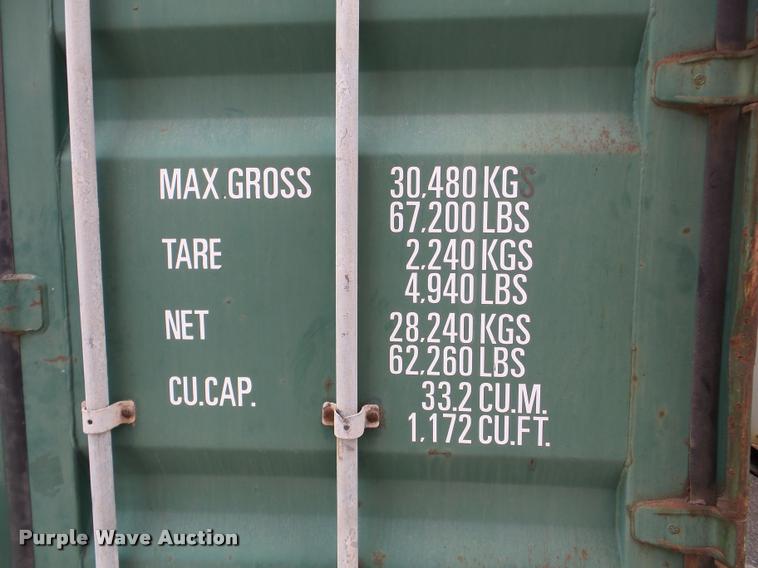 MAX.GROSS 30,480 KGS
67,200 LBS
TARE 2,240 KGS
4,940 LBS
NET 28,240 KGS
62,260 LBS
CU.CAP. 33.2 CU.M.
1,172 CU.FT.
Purple Wave Auction